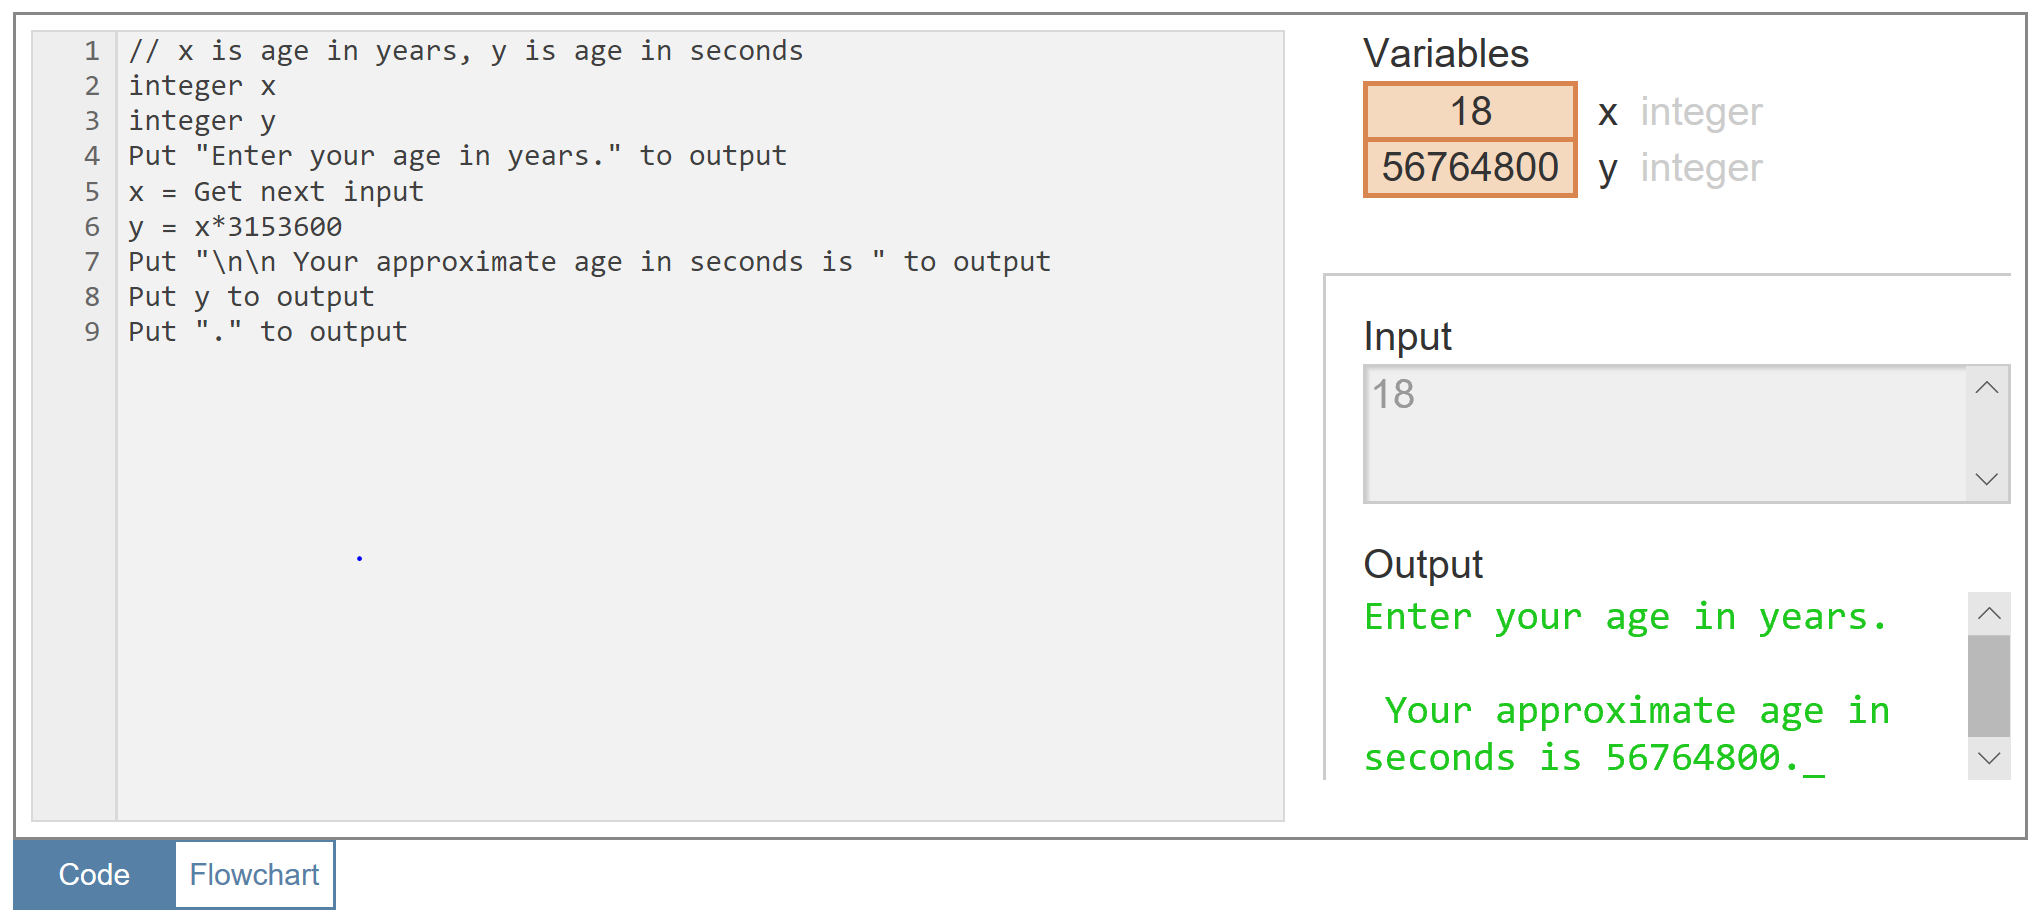 1 // x is age in years, y is age in seconds
2 integer x
3 integer y
4 Put "Enter your age in years." to output
5 x = Get next input
6 y = x*3153600
7 Put "\n\n Your approximate age in seconds is " to output
8 Put y to output
9 Put "." to output
Variables
18 x integer
56764800 y integer
Input
18
Output
Enter your age in years.
Your approximate age in
seconds is 56764800._
Code Flowchart